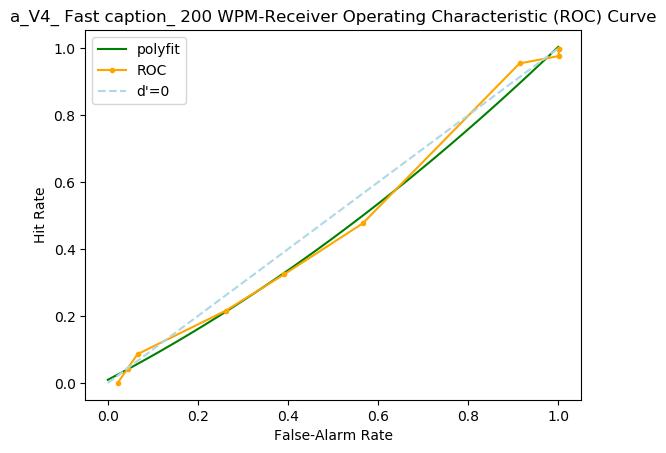 a_V4_ Fast caption_ 200 WPM-Receiver Operating Characteristic (ROC) Curve
polyfit
ROC
d'=0
1.0
0.8
0.6
0.4
0.2
0.0
Hit Rate
0.0 0.2 0.4 0.6 0.8 1.0
False-Alarm Rate